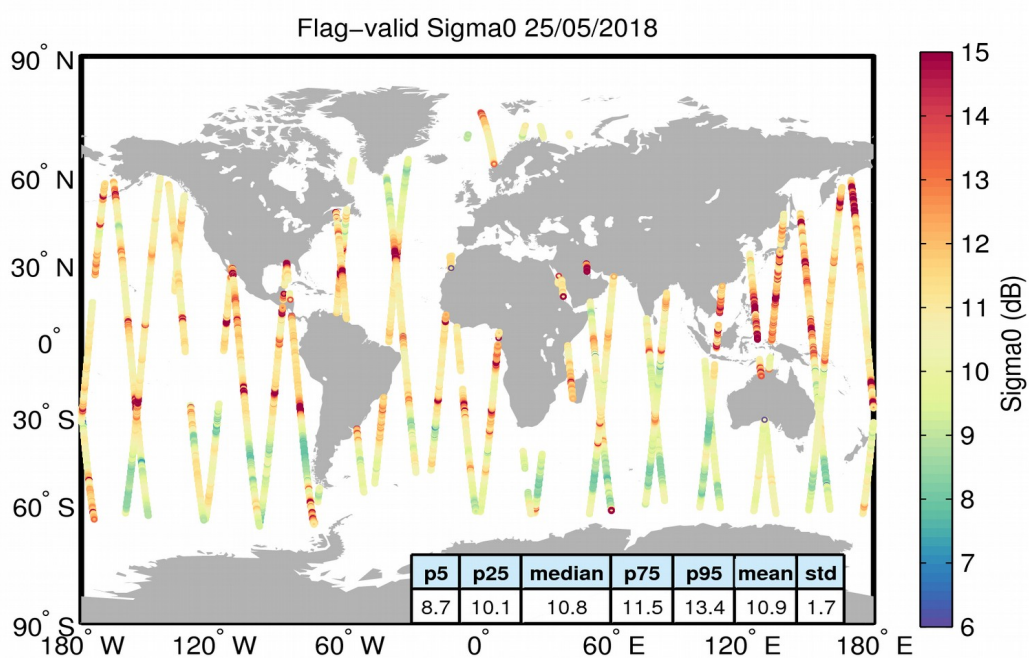 Flag−valid Sigma0 25/05/2018
90° N
60° N
30° N
0°
30° S
60° S
90° S
180° W
120° W
60° W
0°
60° E
120° E
180° E
15
14
13
12
11
10
9
8
7
6
Sigma0 (dB)
p5 p25 median p75 p95 mean std
8.7 10.1 10.8 11.5 13.4 10.9 1.7